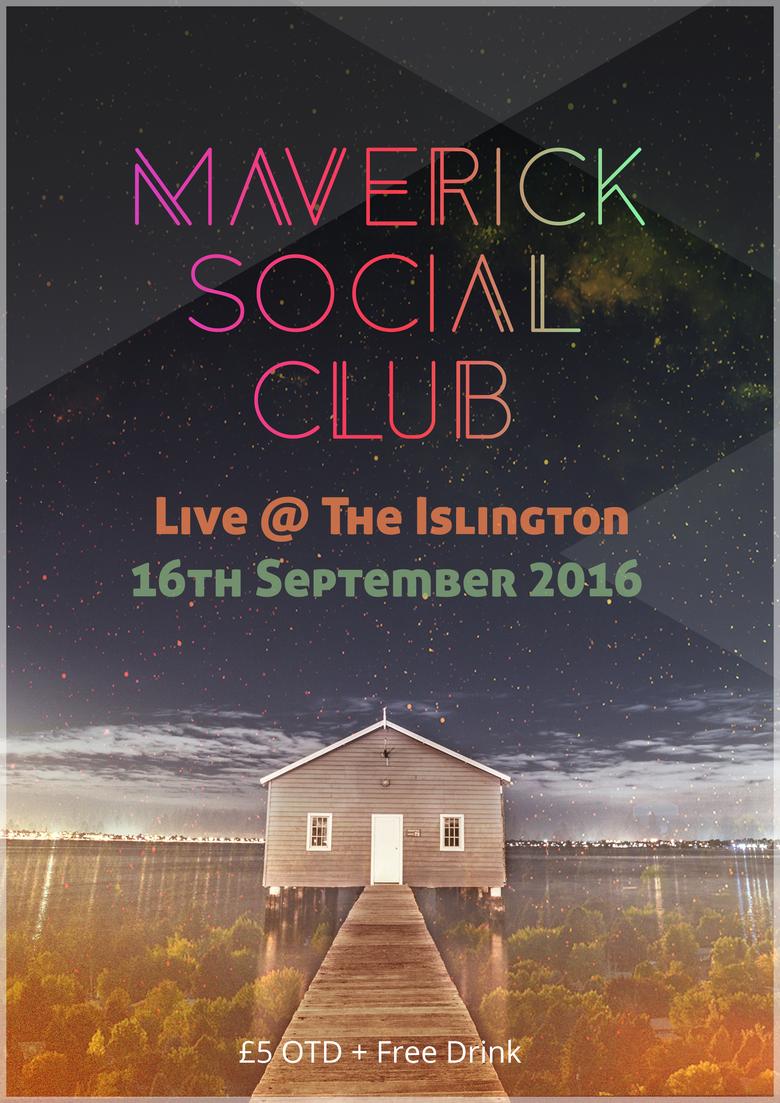 MAVERICK
SOCIAL
CLUB
Live @ The Islington
16th September 2016
£5 OTD + Free Drink